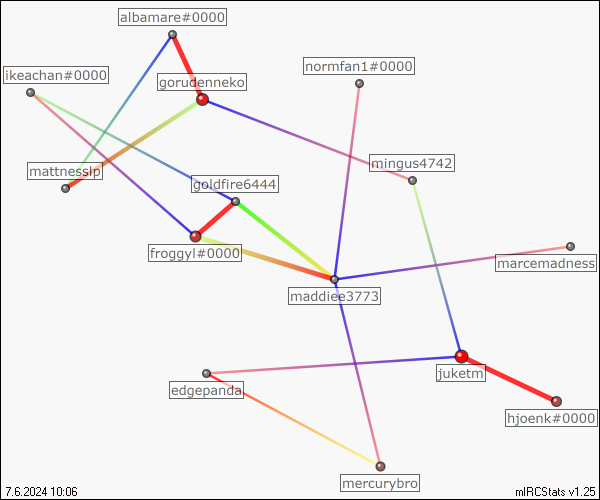 albamare#0000
normfan1#0000
ikeachan#0000
gorudenneko
mingus4742
mattnesslp
goldfire6444
froggyl#0000
marcemadness
maddiee3773
juketm
edgepanda
hjoenk#0000
mercurybro
7.6.2024 10:06
mIRCStats v1.25